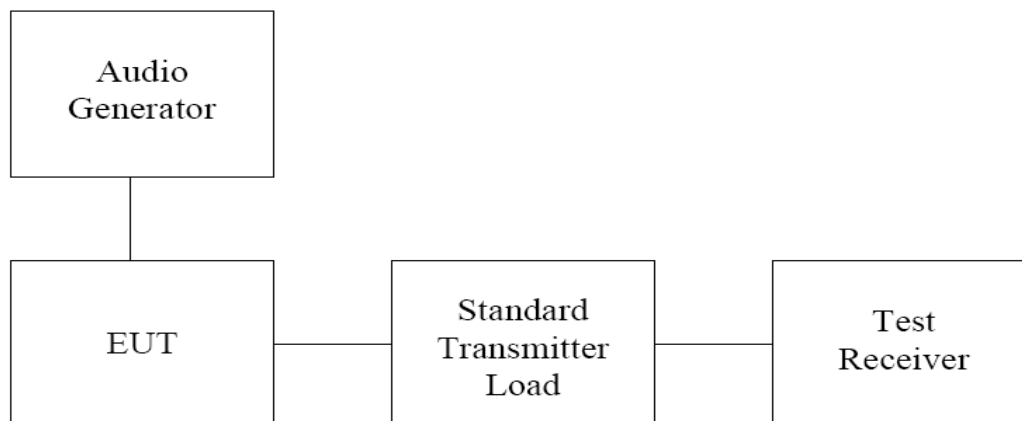 Audio
Generator
EUT
Standard
Transmitter
Load
Test
Receiver